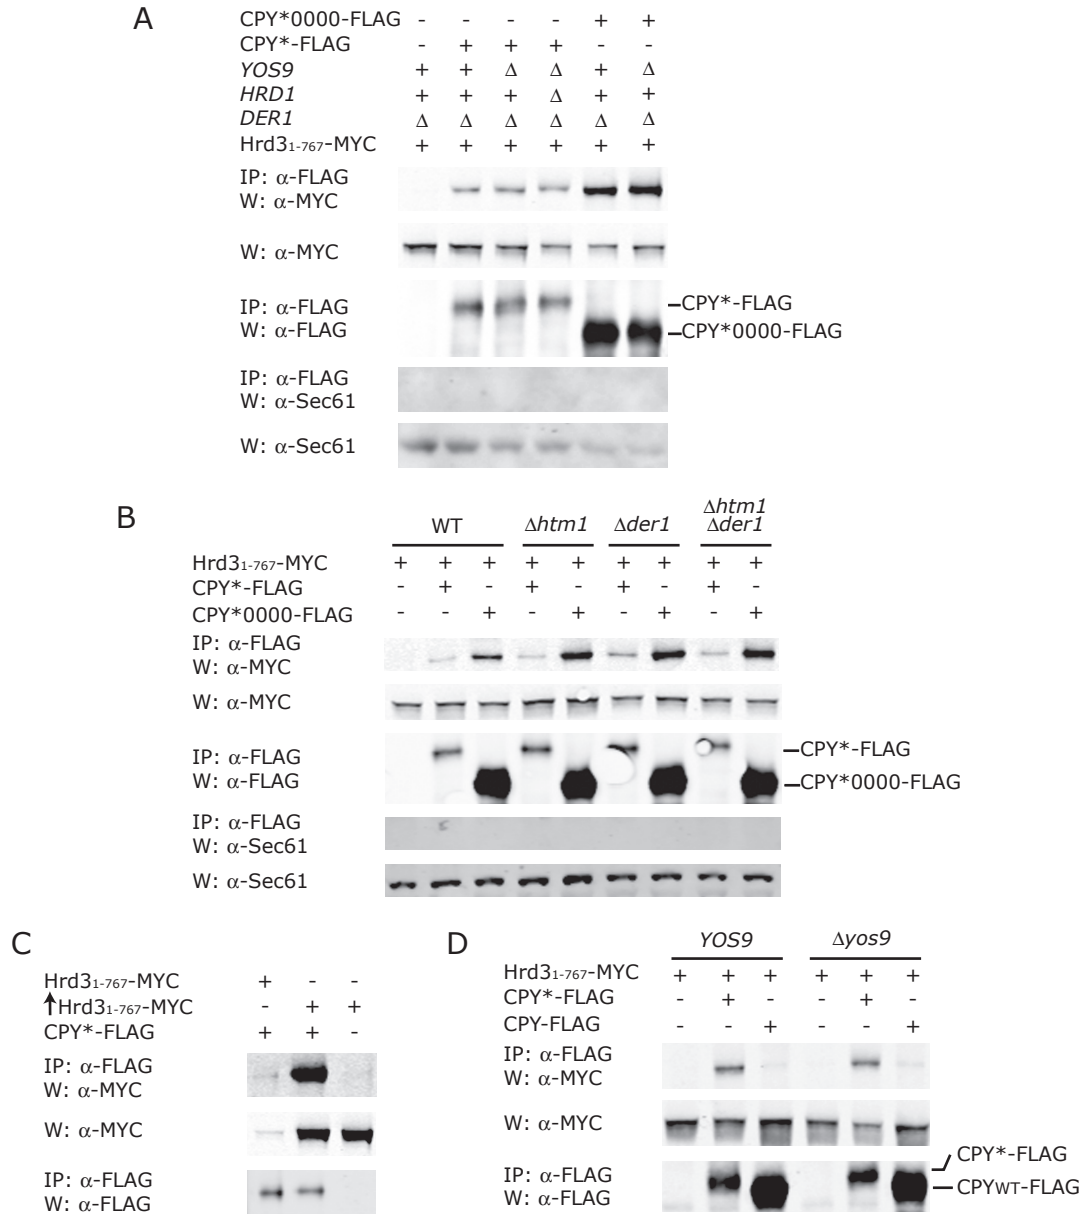 A
CPY*0000-FLAG - - - - + +
CPY*-FLAG - + + + - -
YOS9 + + Δ Δ + Δ
HRD1 + + + Δ + +
DER1 Δ Δ Δ Δ Δ Δ
Hrd31-767-MYC + + + + + +
IP: α-FLAG
W: α-MYC
W: α-MYC
IP: α-FLAG
W: α-FLAG
CPY*-FLAG
CPY*0000-FLAG
IP: α-FLAG
W: α-Sec61
W: α-Sec61
B
WT Δhtm1 Δder1 Δhtm1 Δder1
Hrd31-767-MYC + + + + + + + + +
CPY*-FLAG - + - + - + - + -
CPY*0000-FLAG - - + - + - + - +
IP: α-FLAG
W: α-MYC
W: α-MYC
IP: α-FLAG
W: α-FLAG
CPY*-FLAG
CPY*0000-FLAG
IP: α-FLAG
W: α-Sec61
W: α-Sec61
C
Hrd31-767-MYC + - -
↑Hrd31-767-MYC - + +
CPY*-FLAG + + -
IP: α-FLAG
W: α-MYC
W: α-MYC
IP: α-FLAG
W: α-FLAG
D
YOS9 Δyos9
Hrd31-767-MYC + + + + + +
CPY*-FLAG - + - - + -
CPY-FLAG - - + - - +
IP: α-FLAG
W: α-MYC
W: α-MYC
IP: α-FLAG
W: α-FLAG
CPY*-FLAG
CPYWT-FLAG